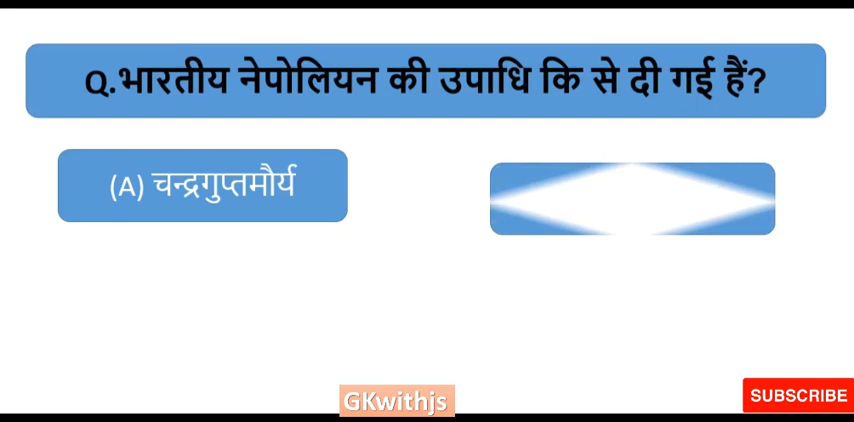 Q.भारतीय नेपोलियन की उपाधि कि से दी गई हैं?
(A) चन्द्रगुप्तमौर्य
GKwithjs
SUBSCRIBE